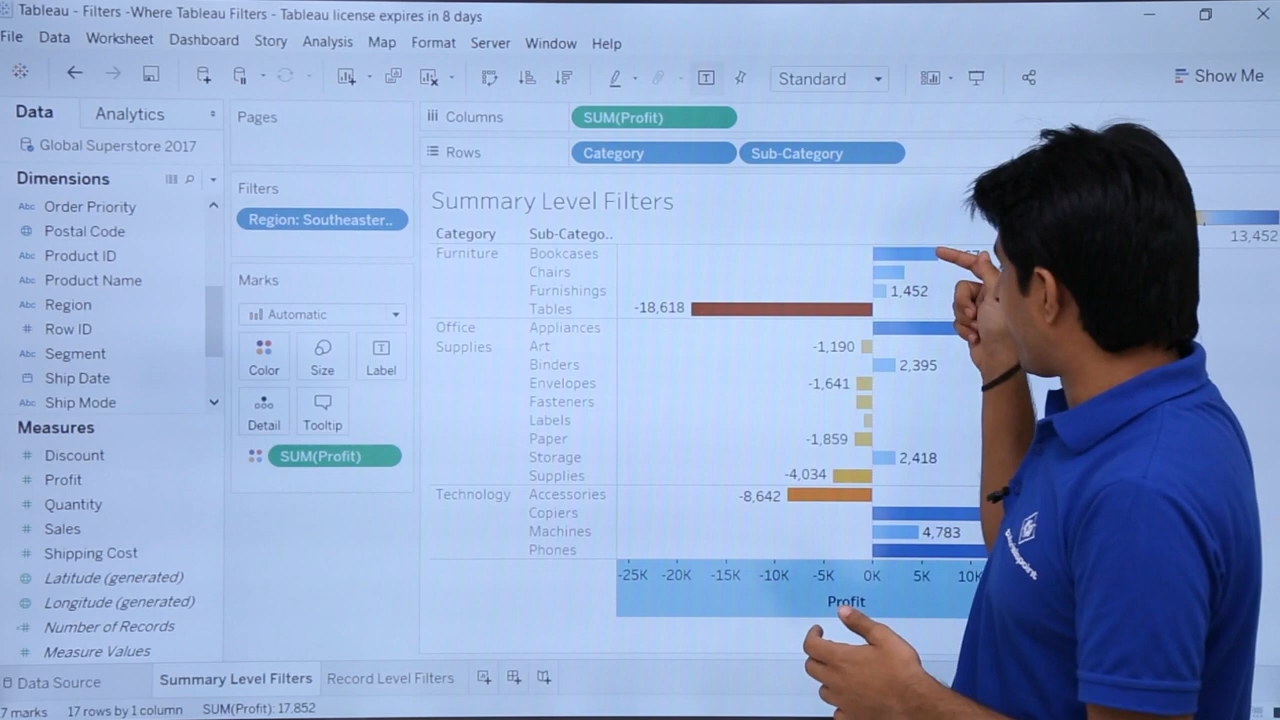 Tableau - Filters -Where Tableau Filters - Tableau license expires in 8 days
File Data Worksheet Dashboard Story Analysis Map Format Server Window Help
Standard
Show Me
Data Analytics
Global Superstore 2017
Dimensions
Abc Order Priority
Postal Code
Abc Product ID
Abc Product Name
Abc Region
# Row ID
Abc Segment
Ship Date
Abc Ship Mode
Measures
# Discount
# Profit
# Quantity
# Sales
# Shipping Cost
Latitude (generated)
Longitude (generated)
Number of Records
# Measure Values
Pages
Filters
Region: Southeaster..
Marks
Automatic
Color Size Label
Detail Tooltip
SUM(Profit)
Columns SUM(Profit)
Rows Category Sub-Category
Summary Level Filters
Category Sub-Catego..
Furniture Bookcases
Chairs
Furnishings 1,452
Tables -18,618
Office Appliances
Supplies Art -1,190
Binders 2,395
Envelopes -1,641
Fasteners
Labels
Paper -1,859
Storage 2,418
Supplies -4,034
Technology Accessories -8,642
Copiers
Machines 4,783
Phones
-25K -20K -15K -10K -5K 0K 5K 10K
Profit
13,452
Data Source Summary Level Filters Record Level Filters
7 marks 17 rows by 1 column SUM(Profit): 17,852